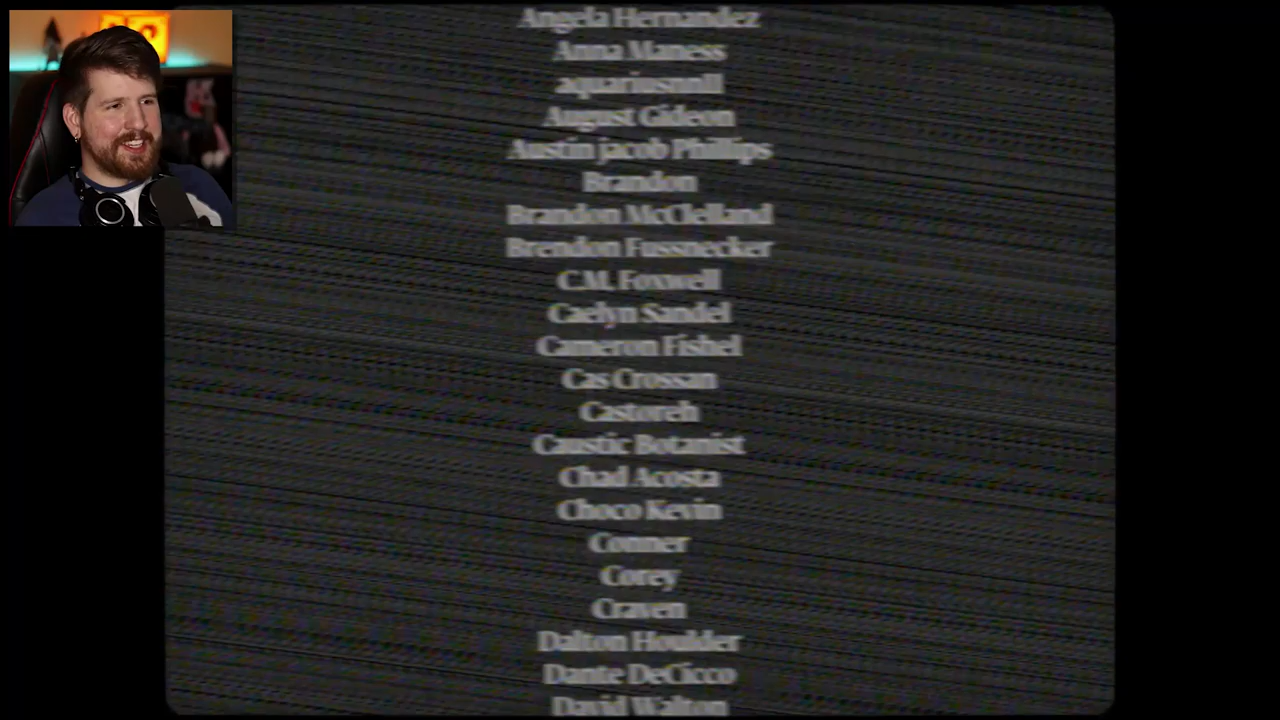 Angela Hernandez
Anna Maness
aquariusnoll
August Gideon
Austin jacob Phillips
Brandon
Brandon McClelland
Brendon Fussnecker
C.M. Foxwell
Caelyn Sandel
Cameron Fishel
Cas Crossan
Castoreh
Caustic Botanist
Chad Acosta
Choco Kevin
Conner
Corey
Craven
Dalton Houlder
Dante DeCicco
David Walton